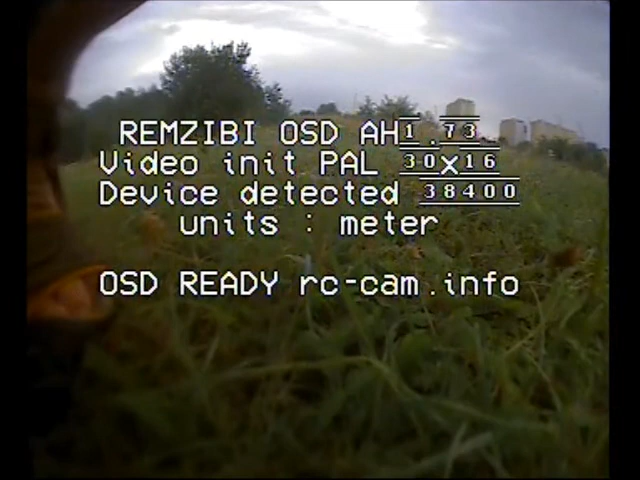 REMZIBI OSD AH1.73
Video init PAL 30x16
Device detected 38400
units : meter
OSD READY rc-cam.info